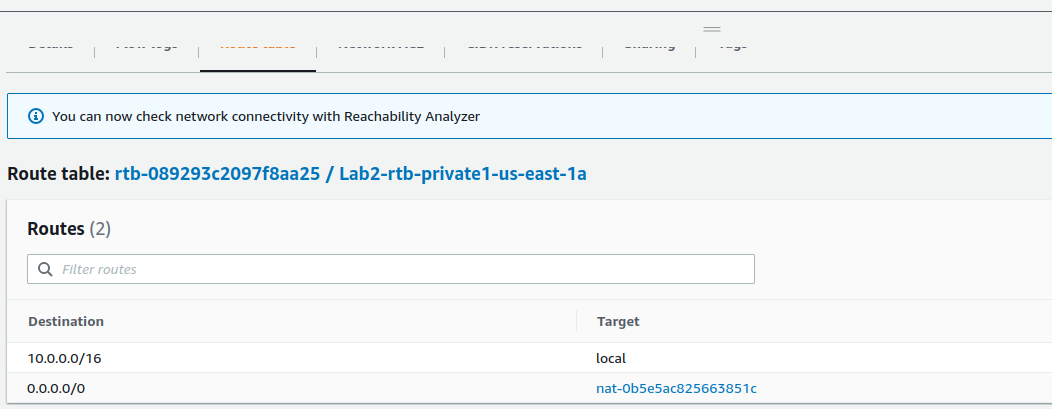 You can now check network connectivity with Reachability Analyzer
Route table: rtb-089293c2097f8aa25 / Lab2-rtb-private1-us-east-1a
Routes (2)
Filter routes
Destination Target
10.0.0.0/16 local
0.0.0.0/0 nat-0b5e5ac825663851c